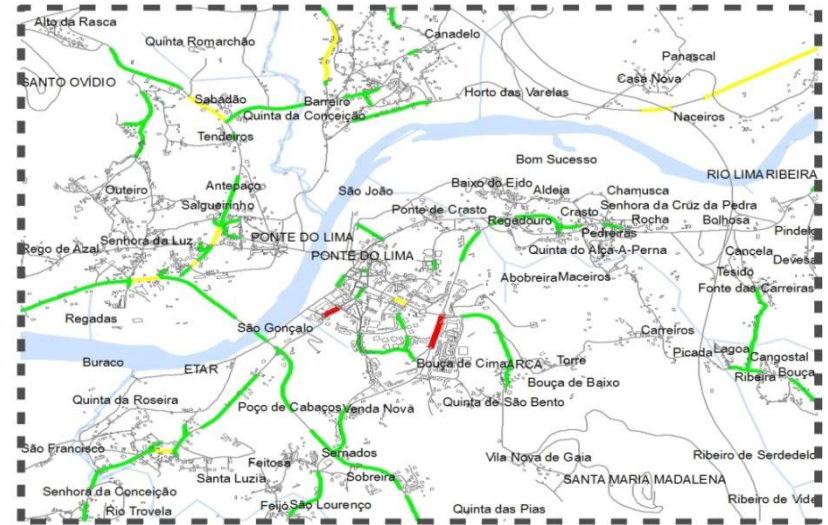 Alto da Rasca
Canadelo
Quinta Romarchão
Panascal
Casa Nova
SANTO OVÍDIO
Horto das Varelas
Sabadão
Barreiro
Quinta da Conceição
Naceiros
Tendeiros
Bom Sucesso
RIO LIMA
RIBEIRA
Antepaço
São João
Baixo do Eido
Aldeia
Chamusca
Outeiro
Salgueirinho
Senhora da Cruz da Pedra
Ponte de Crasto
Crasto
Regadouro
Rocha
Bolhosa
Pindelo
Pedreiras
PONTE DO LIMA
Senhora da Luz
Rego de Azal
PONTE DO LIMA
Quinta do Alça-A-Perna
Cancela
Devesa
Tesido
Abobreira
Maceiros
Fonte das Carreiras
Regadas
São Gonçalo
Carreiros
Buraco
ETAR
Bouça de Cima
ARCA
Torre
Picada
Lagoa
Cangostal
Bouça
Ribeira
Bouça de Baixo
Quinta da Roseira
Poço de Cabaços
Venda Nova
Quinta de São Bento
São Francisco
Sernados
Vila Nova de Gaia
Ribeiro de Serdedelo
Feitosa
Santa Luzia
Sobreira
SANTA MARIA MADALENA
Senhora da Conceição
Rio Trovela
Feijó
São Lourenço
Quinta das Pias
Ribeiro de Vide